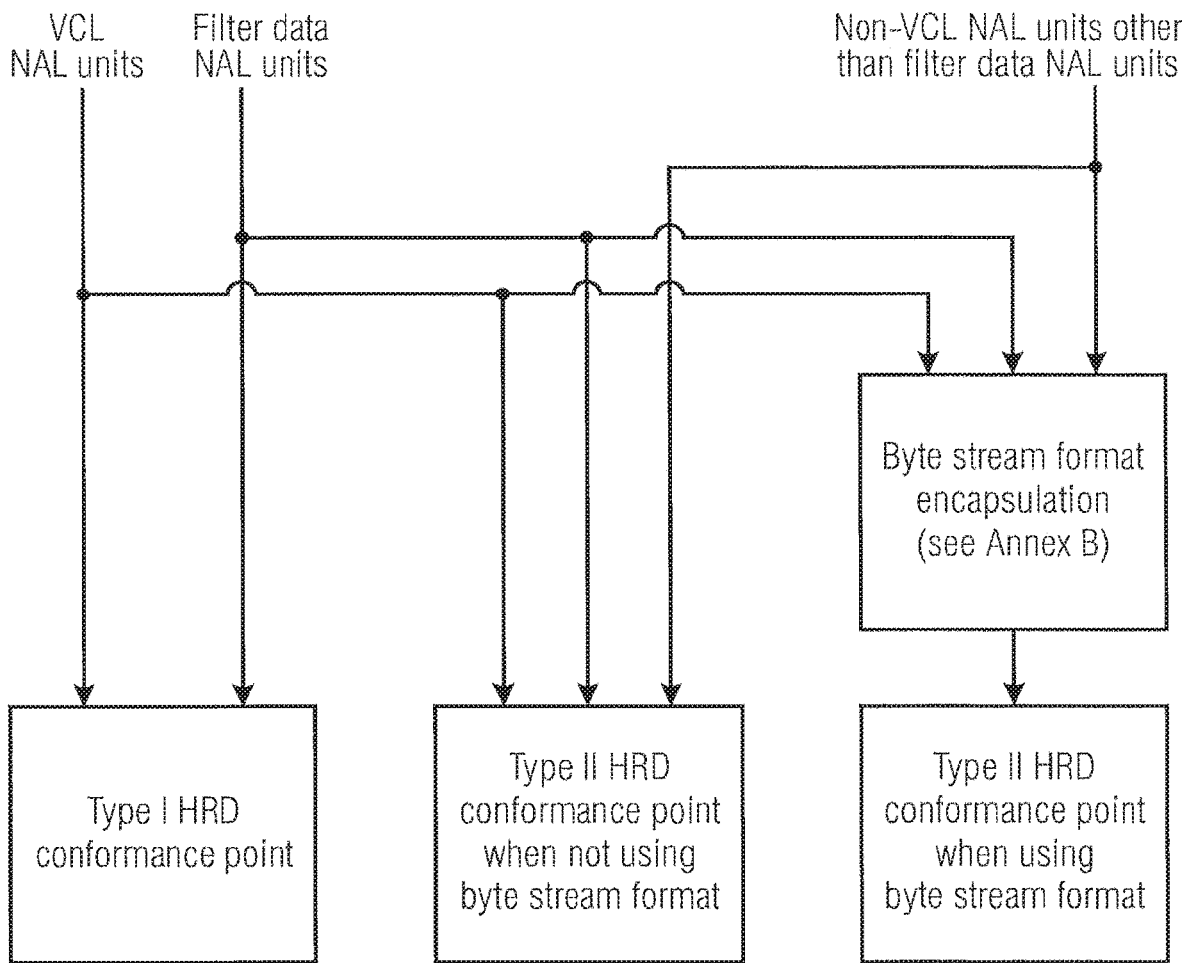 VCL
NAL units
Filter data
NAL units
Non-VCL NAL units other
than filter data NAL units
Byte stream format
encapsulation
(see Annex B)
Type I HRD
conformance point
Type II HRD
conformance point
when not using
byte stream format
Type II HRD
conformance point
when using
byte stream format